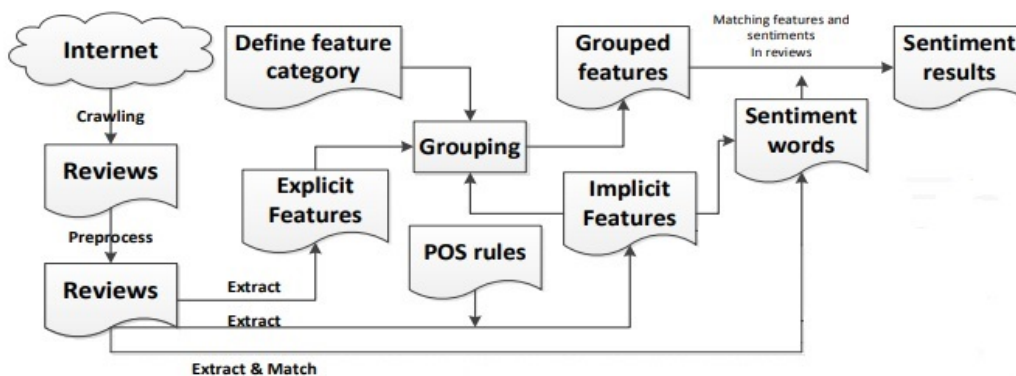 Internet
Define feature
category
Grouped
features
Matching features and
sentiments
In reviews
Sentiment
results
Crawling
Reviews
Grouping
Sentiment
words
Explicit
Features
Implicit
Features
Preprocess
POS rules
Reviews
Extract
Extract
Extract & Match